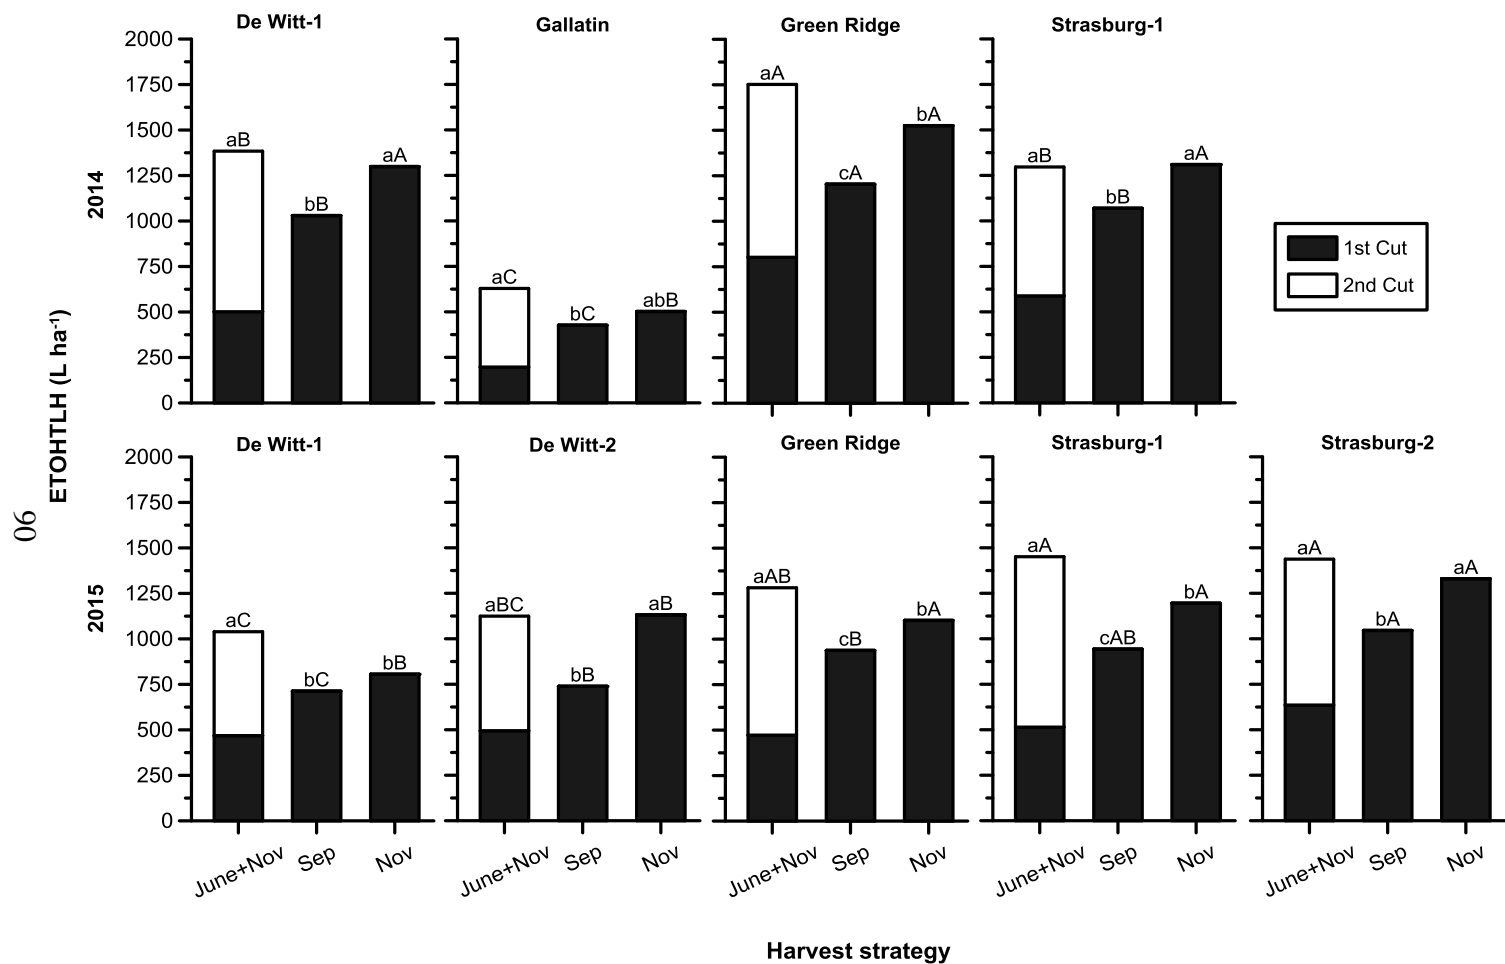 De Witt-1
Gallatin
Green Ridge
Strasburg-1
2000
1750
1500
1250
1000
750
500
250
0
aB
bB
aA
aC
bC
abB
aA
cA
bA
aB
bB
aA
2014
1st Cut
2nd Cut
ETOHTLH (L ha⁻¹)
90
De Witt-1
De Witt-2
Green Ridge
Strasburg-1
Strasburg-2
2000
1750
1500
1250
1000
750
500
250
0
aC
bC
bB
aBC
bB
aB
aAB
cB
bA
aA
cAB
bA
aA
bA
aA
2015
June+Nov Sep Nov
June+Nov Sep Nov
June+Nov Sep Nov
June+Nov Sep Nov
June+Nov Sep Nov
Harvest strategy